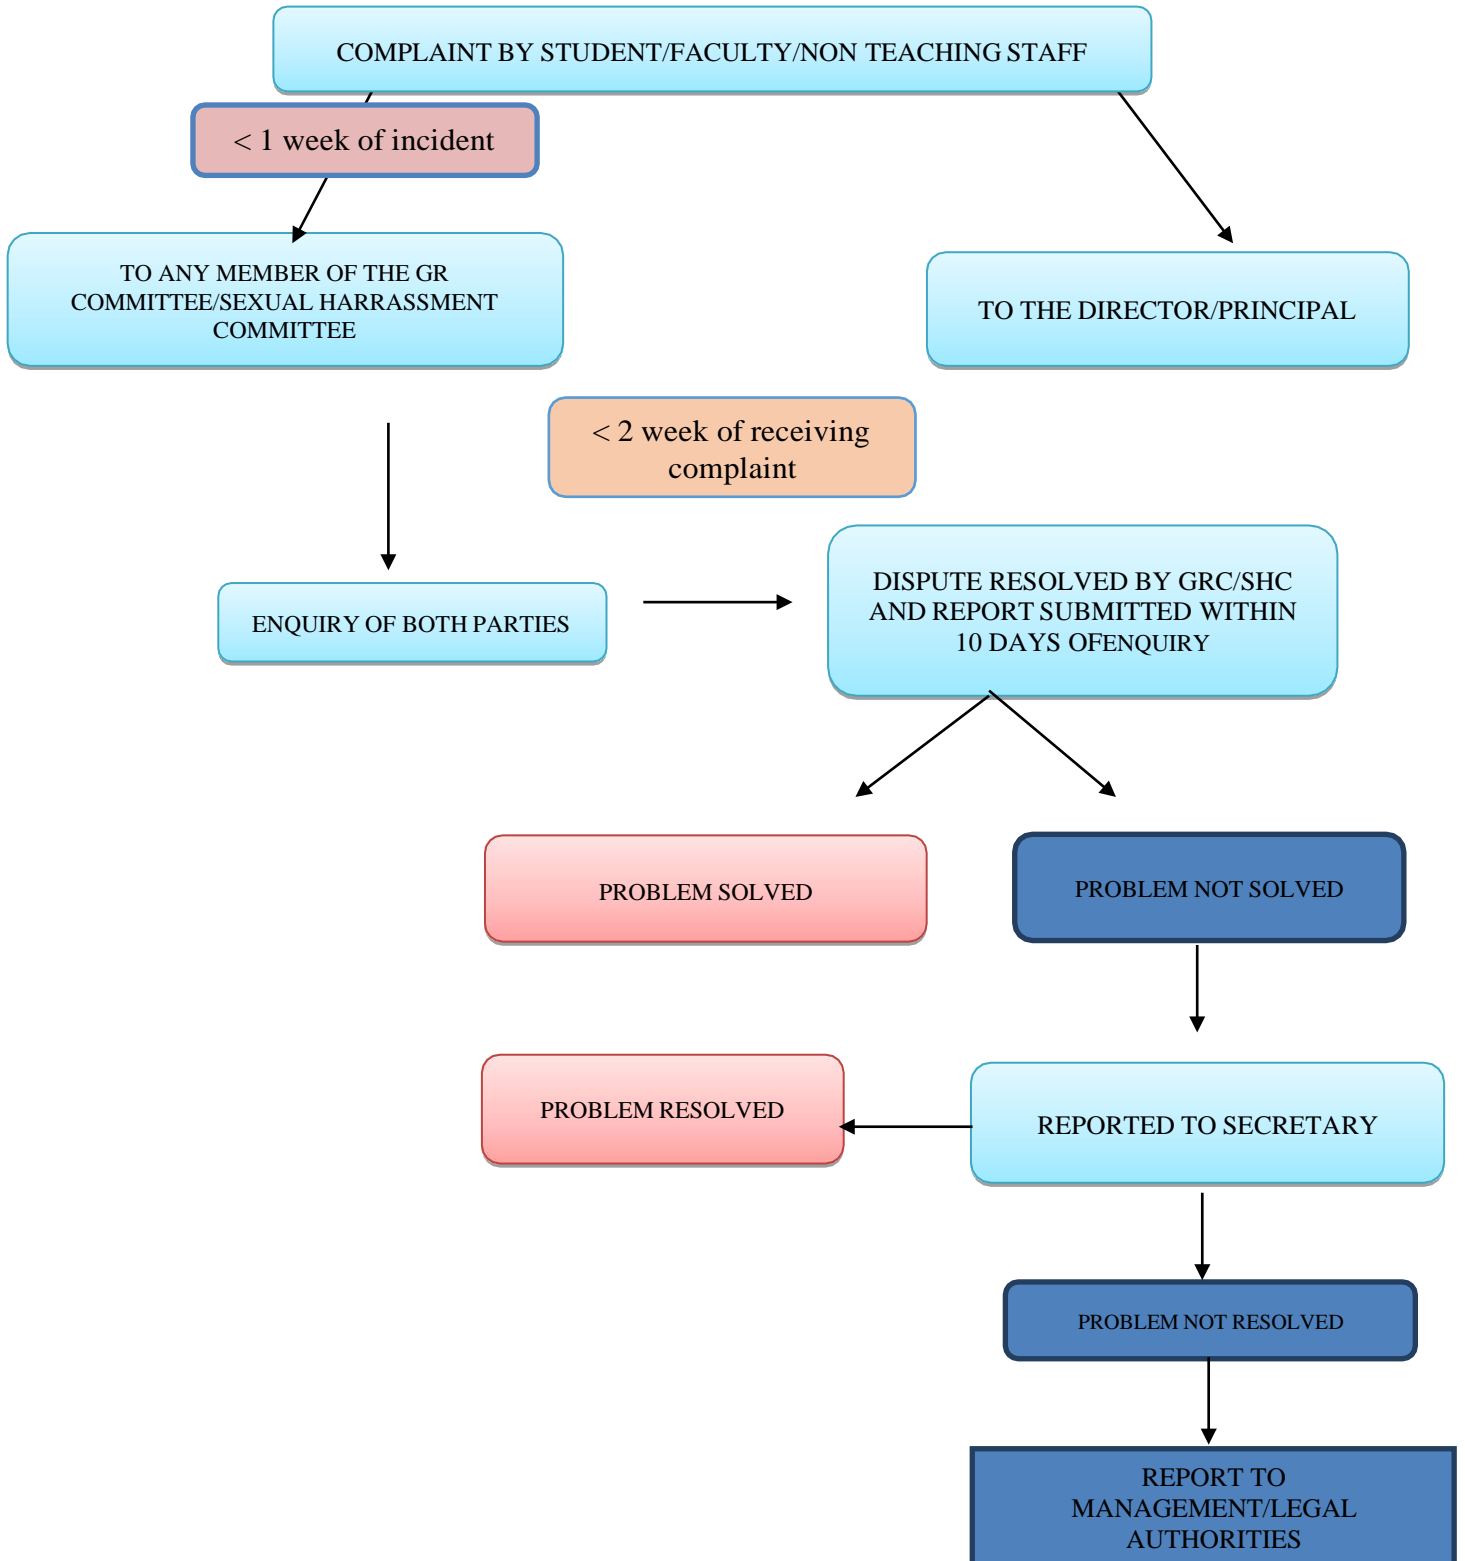 COMPLAINT BY STUDENT/FACULTY/NON TEACHING STAFF
< 1 week of incident
TO ANY MEMBER OF THE GR
COMMITTEE/SEXUAL HARRASSMENT
COMMITTEE
TO THE DIRECTOR/PRINCIPAL
< 2 week of receiving
complaint
ENQUIRY OF BOTH PARTIES
DISPUTE RESOLVED BY GRC/SHC
AND REPORT SUBMITTED WITHIN
10 DAYS OFENQUIRY
PROBLEM SOLVED
PROBLEM NOT SOLVED
PROBLEM RESOLVED
REPORTED TO SECRETARY
PROBLEM NOT RESOLVED
REPORT TO
MANAGEMENT/LEGAL
AUTHORITIES